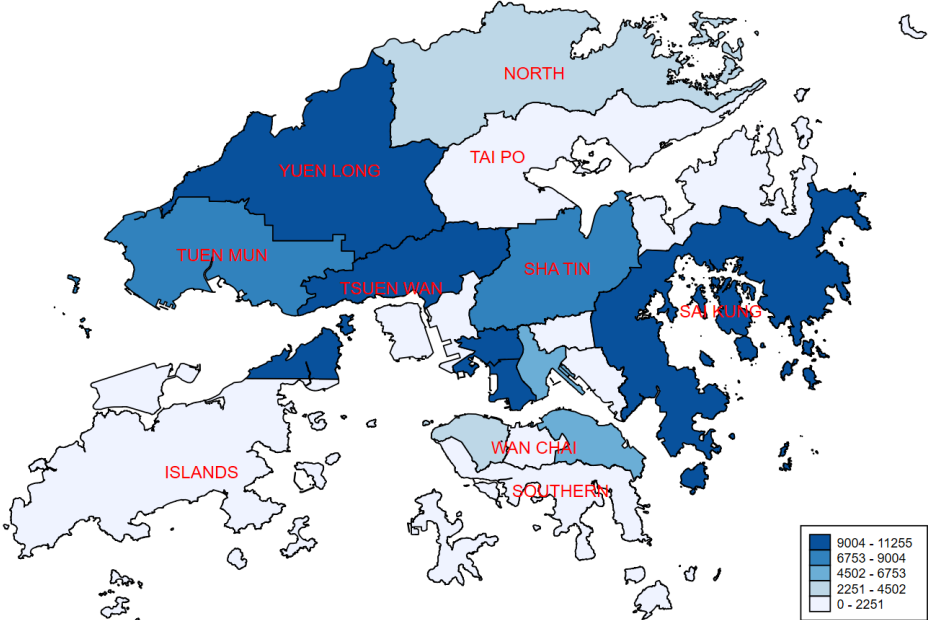 NORTH
TAI PO
YUEN LONG
TUEN MUN
SHA TIN
TSUEN WAN
SAI KUNG
WAN CHAI
ISLANDS
SOUTHERN
9004 - 11255
6753 - 9004
4502 - 6753
2251 - 4502
0 - 2251